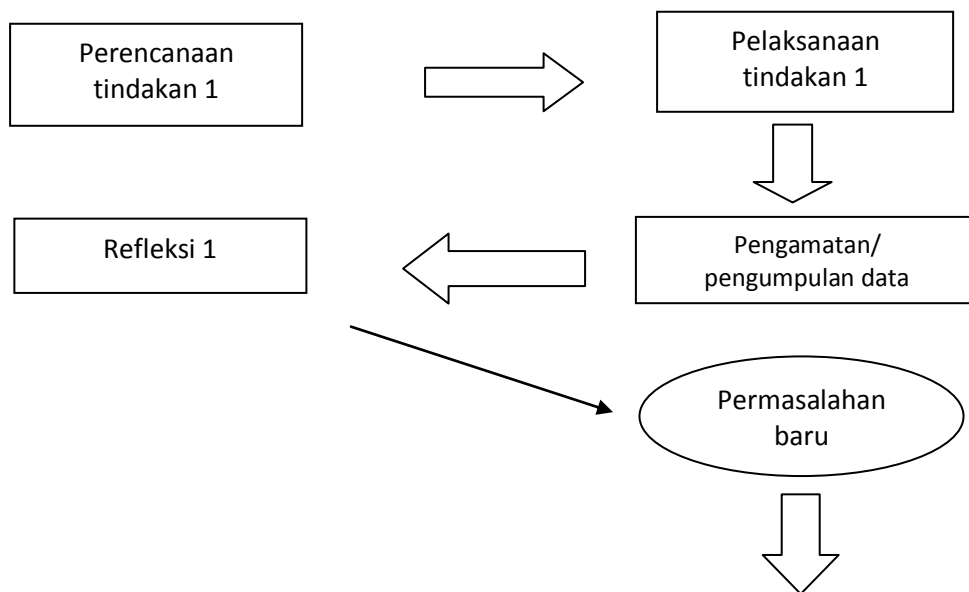 Perencanaan
tindakan 1
Pelaksanaan
tindakan 1
Refleksi 1
Pengamatan/
pengumpulan data
Permasalahan
baru